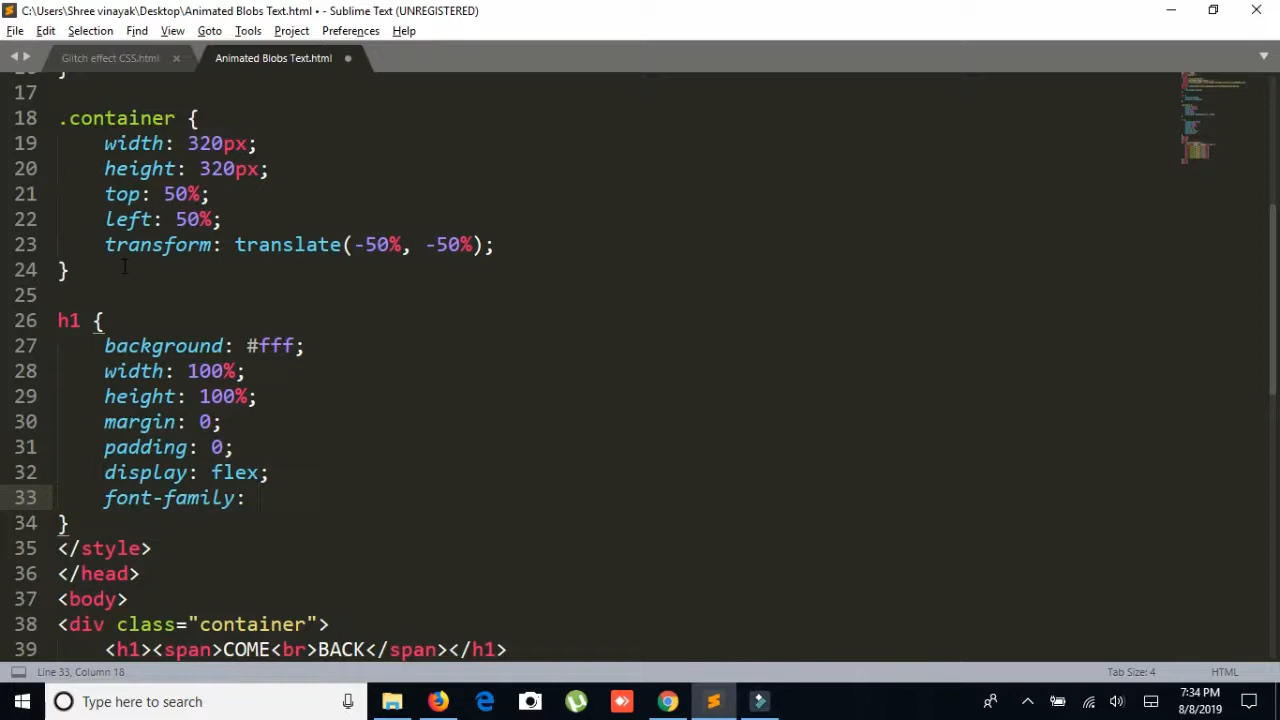 C:\Users\Shree vinayak\Desktop\Animated Blobs Text.html • - Sublime Text (UNREGISTERED)
File Edit Selection Find View Goto Tools Project Preferences Help
Glitch effect CSS.html Animated Blobs Text.html
17
18 .container {
19 width: 320px;
20 height: 320px;
21 top: 50%;
22 left: 50%;
23 transform: translate(-50%, -50%);
24 }
25
26 h1 {
27 background: #fff;
28 width: 100%;
29 height: 100%;
30 margin: 0;
31 padding: 0;
32 display: flex;
33 font-family:
34 }
35 </style>
36 </head>
37 <body>
38 <div class="container">
39 <h1><span>COME<br>BACK</span></h1>
Line 33, Column 18 Tab Size: 4 HTML
Type here to search
7:34 PM
8/8/2019